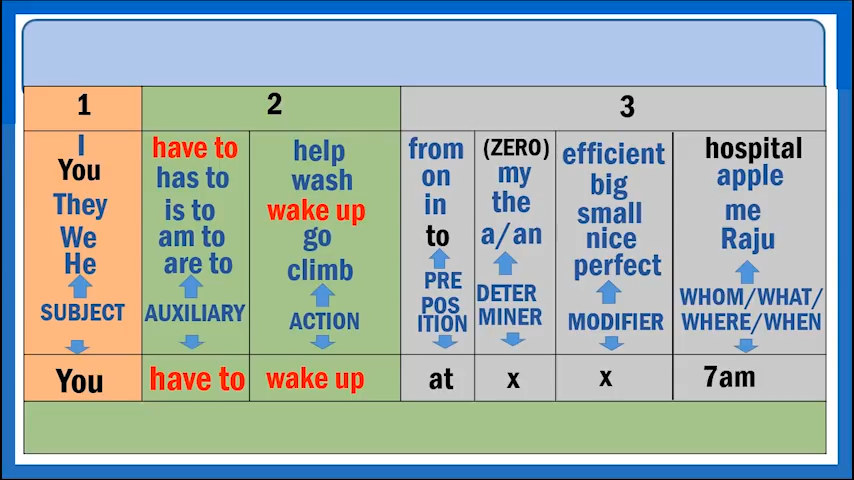 1 2 3
I have to help from (ZERO) efficient hospital
You has to wash on my big apple
They is to wake up in the small me
We am to go to a/an nice Raju
He are to climb perfect
SUBJECT AUXILIARY ACTION PRE POS ITION DETER MINER MODIFIER WHOM/WHAT/ WHERE/WHEN
You have to wake up at x x 7am